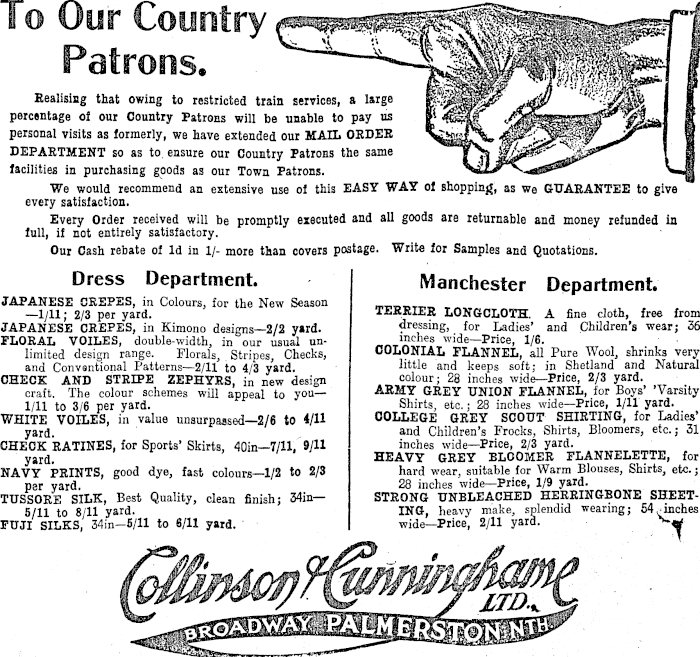 To Our Country
Patrons.
Realising that owing to restricted train services, a large
percentage of our Country Patrons will be unable to pay us
personal visits as formerly, we have extended our MAIL ORDER
DEPARTMENT so as to ensure our Country Patrons the same
facilities in purchasing goods as our Town Patrons.
We would recommend an extensive use of this EASY WAY of shopping, as we GUARANTEE to give
every satisfaction.
Every Order received will be promptly executed and all goods are returnable and money refunded in
full, if not entirely satisfactory.
Our Cash rebate of 1d in 1/- more than covers postage. Write for Samples and Quotations.
Dress Department.
JAPANESE CREPES, in Colours, for the New Season
—1/11; 2/3 per yard.
JAPANESE CREPES, in Kimono designs—2/2 yard.
FLORAL VOILES, double-width, in our usual un-
limited design range. Florals, Stripes, Checks,
and Conventional Patterns—2/11 to 4/3 yard.
CHECK AND STRIPE ZEPHYRS, in new design
craft. The colour schemes will appeal to you—
1/11 to 3/6 per yard.
WHITE VOILES, in value unsurpassed—2/6 to 4/11
yard.
CHECK RATINES, for Sports' Skirts, 40in—7/11, 9/11
yard.
NAVY PRINTS, good dye, fast colours—1/2 to 2/3
per yard.
TUSSORE SILK, Best Quality, clean finish; 34in—
5/11 to 8/11 yard.
FUJI SILKS, 34in—5/11 to 6/11 yard.
Manchester Department.
TERRIER LONGCLOTH. A fine cloth, free from
dressing, for Ladies' and Children's wear; 36
inches wide—Price, 1/6.
COLONIAL FLANNEL, all Pure Wool, shrinks very
little and keeps soft; in Shetland and Natural
colour; 28 inches wide—Price, 2/3 yard.
ARMY GREY UNION FLANNEL, for Boys' 'Varsity
Shirts, etc.; 28 inches wide—Price, 1/11 yard.
COLLEGE GREY SCOUT SHIRTING, for Ladies'
and Children's Frocks, Shirts, Bloomers, etc.; 31
inches wide—Price, 2/3 yard.
HEAVY GREY BLOOMER FLANNELETTE, for
hard wear, suitable for Warm Blouses, Shirts, etc.;
28 inches wide—Price, 1/9 yard.
STRONG UNBLEACHED HERRINGBONE SHEET-
ING, heavy make, splendid wearing; 54 inches
wide—Price, 2/11 yard.
Collinson & Cunninghame
LTD.
BROADWAY PALMERSTON NTH